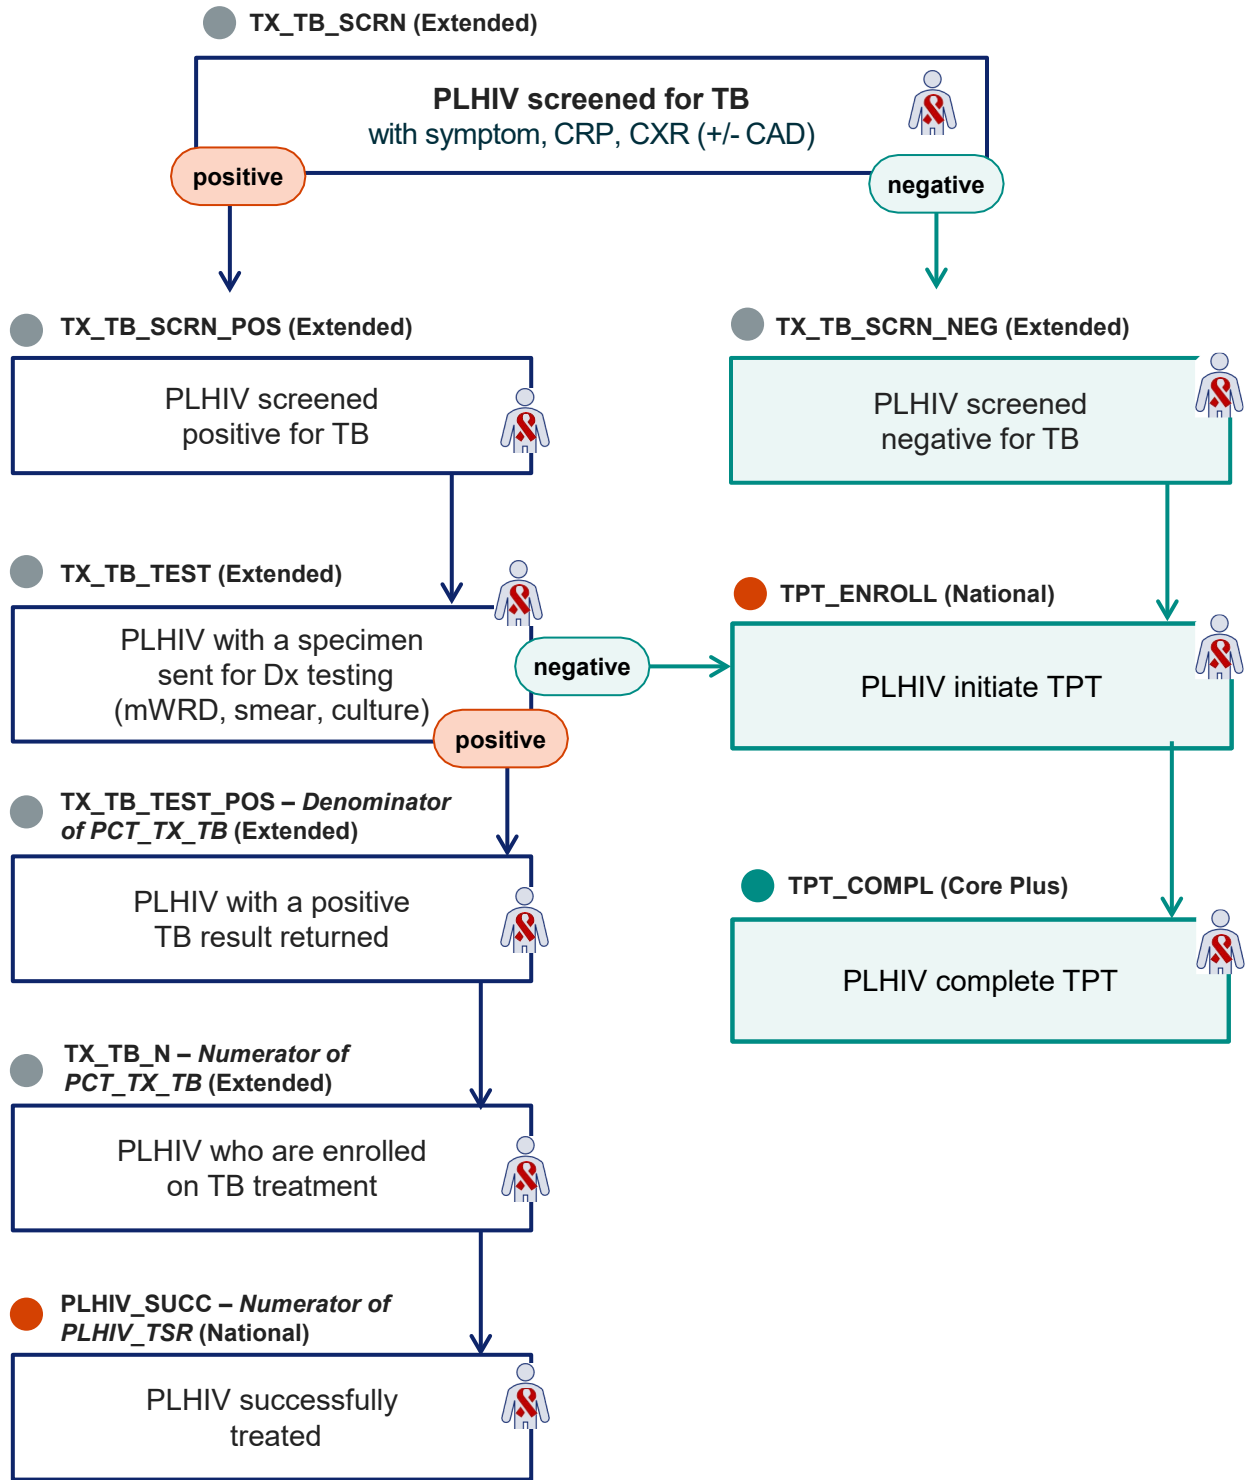 TX_TB_SCRN (Extended)
PLHIV screened for TB
with symptom, CRP, CXR (+/- CAD)
positive
negative
TX_TB_SCRN_POS (Extended)
PLHIV screened
positive for TB
TX_TB_SCRN_NEG (Extended)
PLHIV screened
negative for TB
TX_TB_TEST (Extended)
PLHIV with a specimen
sent for Dx testing
(mWRD, smear, culture)
negative
positive
TPT_ENROLL (National)
PLHIV initiate TPT
TX_TB_TEST_POS – Denominator
of PCT_TX_TB (Extended)
PLHIV with a positive
TB result returned
TPT_COMPL (Core Plus)
PLHIV complete TPT
TX_TB_N – Numerator of
PCT_TX_TB (Extended)
PLHIV who are enrolled
on TB treatment
PLHIV_SUCC – Numerator of
PLHIV_TSR (National)
PLHIV successfully
treated